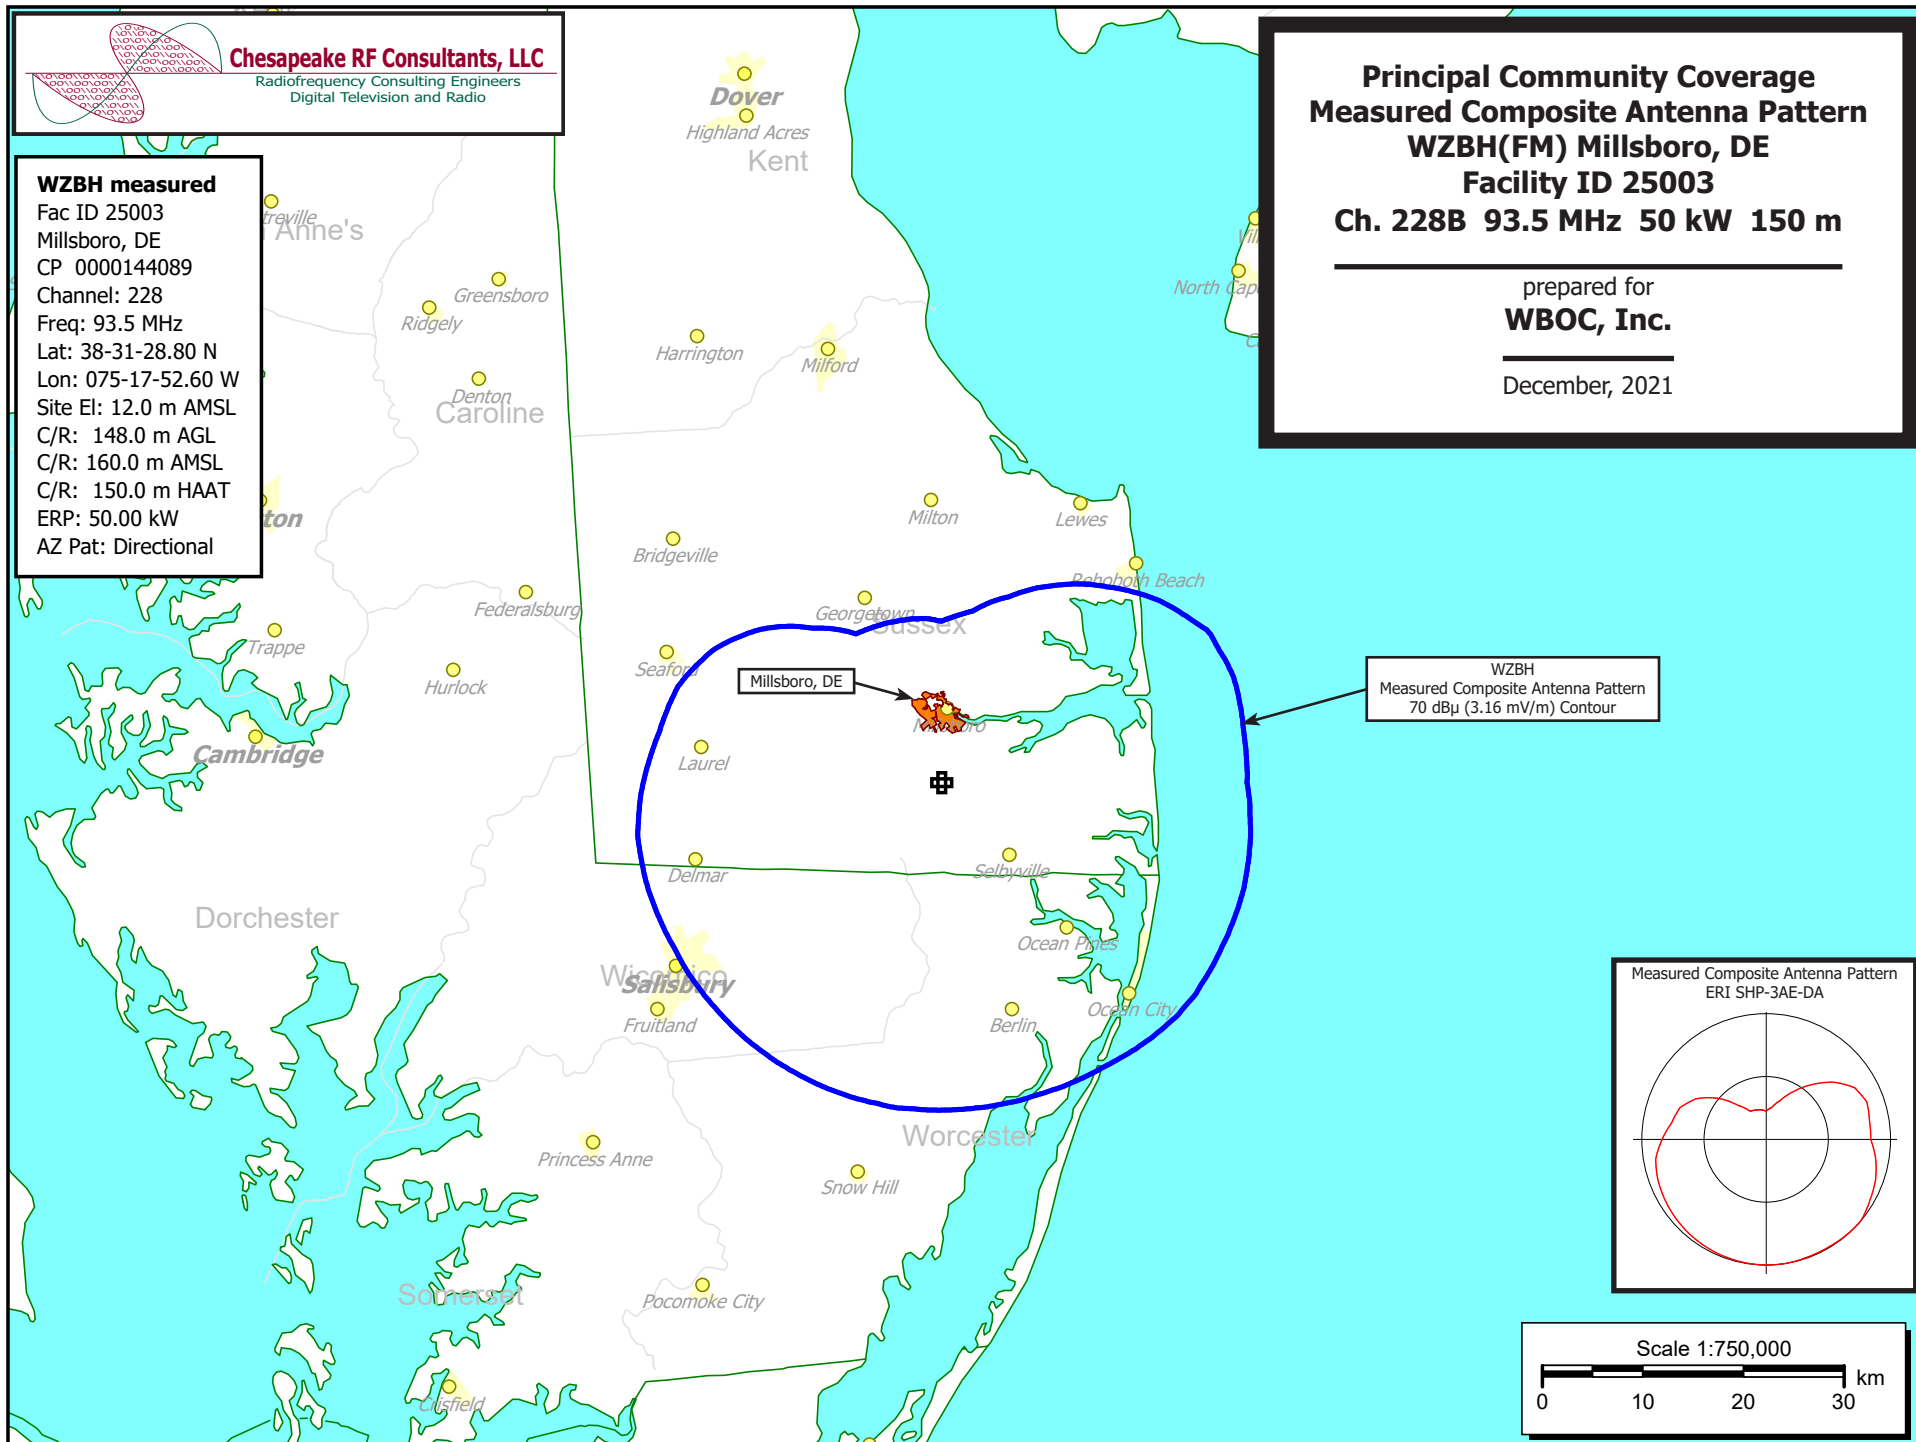 Chesapeake RF Consultants, LLC
Radiofrequency Consulting Engineers
Digital Television and Radio
Principal Community Coverage
Measured Composite Antenna Pattern
WZBH(FM) Millsboro, DE
Facility ID 25003
Ch. 228B 93.5 MHz 50 kW 150 m
prepared for
WBOC, Inc.
December, 2021
WZBH measured
Fac ID 25003
Millsboro, DE
CP 0000144089
Channel: 228
Freq: 93.5 MHz
Lat: 38-31-28.80 N
Lon: 075-17-52.60 W
Site El: 12.0 m AMSL
C/R: 148.0 m AGL
C/R: 160.0 m AMSL
C/R: 150.0 m HAAT
ERP: 50.00 kW
AZ Pat: Directional
Dover
Highland Acres
Kent
treville
Anne's
Greensboro
Ridgely
Harrington
Milford
Denton
Caroline
North Cap
ton
Milton
Lewes
Bridgeville
Rehoboth Beach
Federalsburg
Georgetown
Sussex
Trappe
Seaford
Hurlock
Millsboro, DE
Millsboro
WZBH
Measured Composite Antenna Pattern
70 dBµ (3.16 mV/m) Contour
Cambridge
Laurel
Delmar
Selbyville
Dorchester
Ocean Pines
Wicomico
Salisbury
Fruitland
Berlin
Ocean City
Worcester
Princess Anne
Snow Hill
Somerset
Pocomoke City
Crisfield
Measured Composite Antenna Pattern
ERI SHP-3AE-DA
Scale 1:750,000
km
0 10 20 30